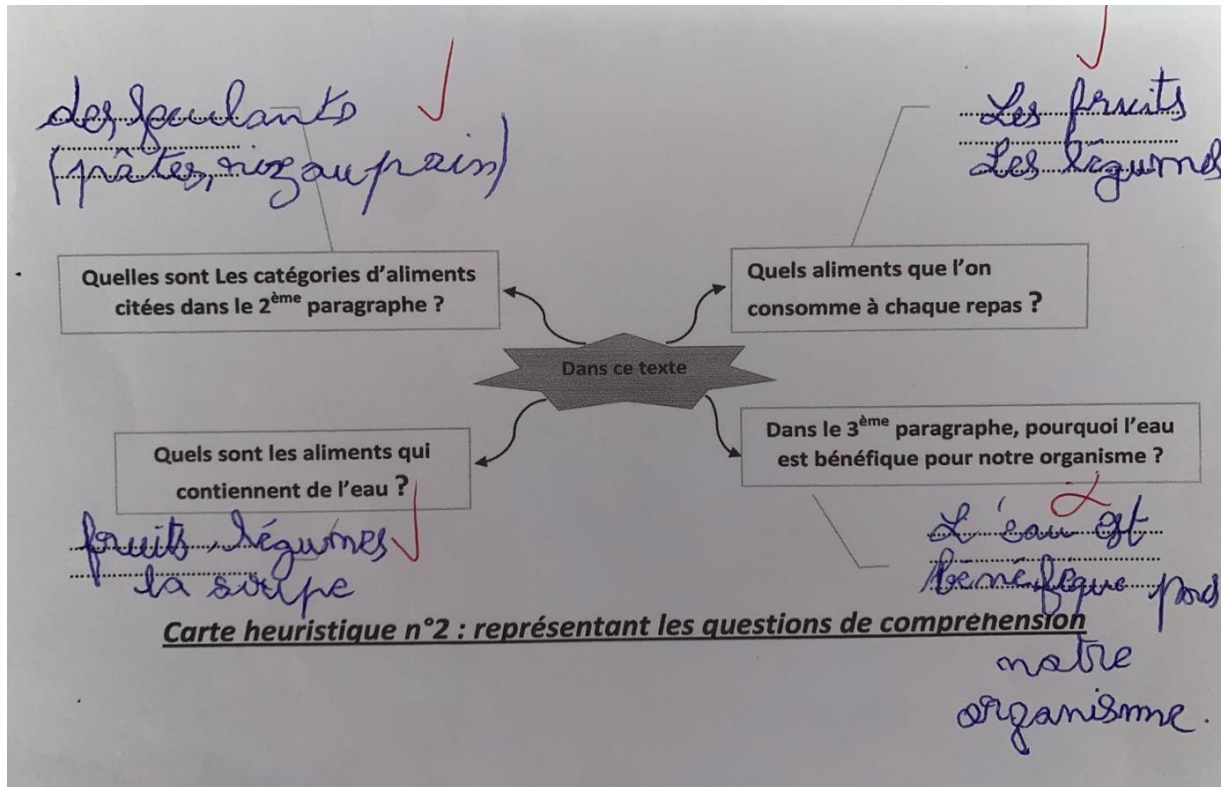 des feculants
(pâtes, riz au pain)
Les fruits
Les légumes
Quelles sont Les catégories d'aliments
citées dans le 2ème paragraphe ?
Quels aliments que l'on
consomme à chaque repas ?
Dans ce texte
Quels sont les aliments qui
contiennent de l'eau ?
Dans le 3ème paragraphe, pourquoi l'eau
est bénéfique pour notre organisme ?
fruits, légumes
la
L'eau est
bénéfique
notre
organisme.
Carte heuristique n°2 : représentant les questions de compréhension